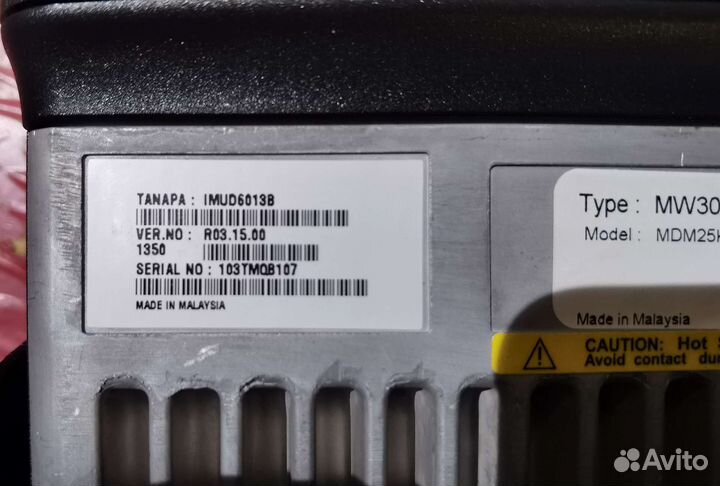 TANAPA : IMUD6013B
VER.NO : R03.15.00
1350
SERIAL NO : 103TMQB107
MADE IN MALAYSIA
Type : MW30
Model : MDM25
Made in Malaysia
CAUTION: Hot
Avoid contact du
Avito